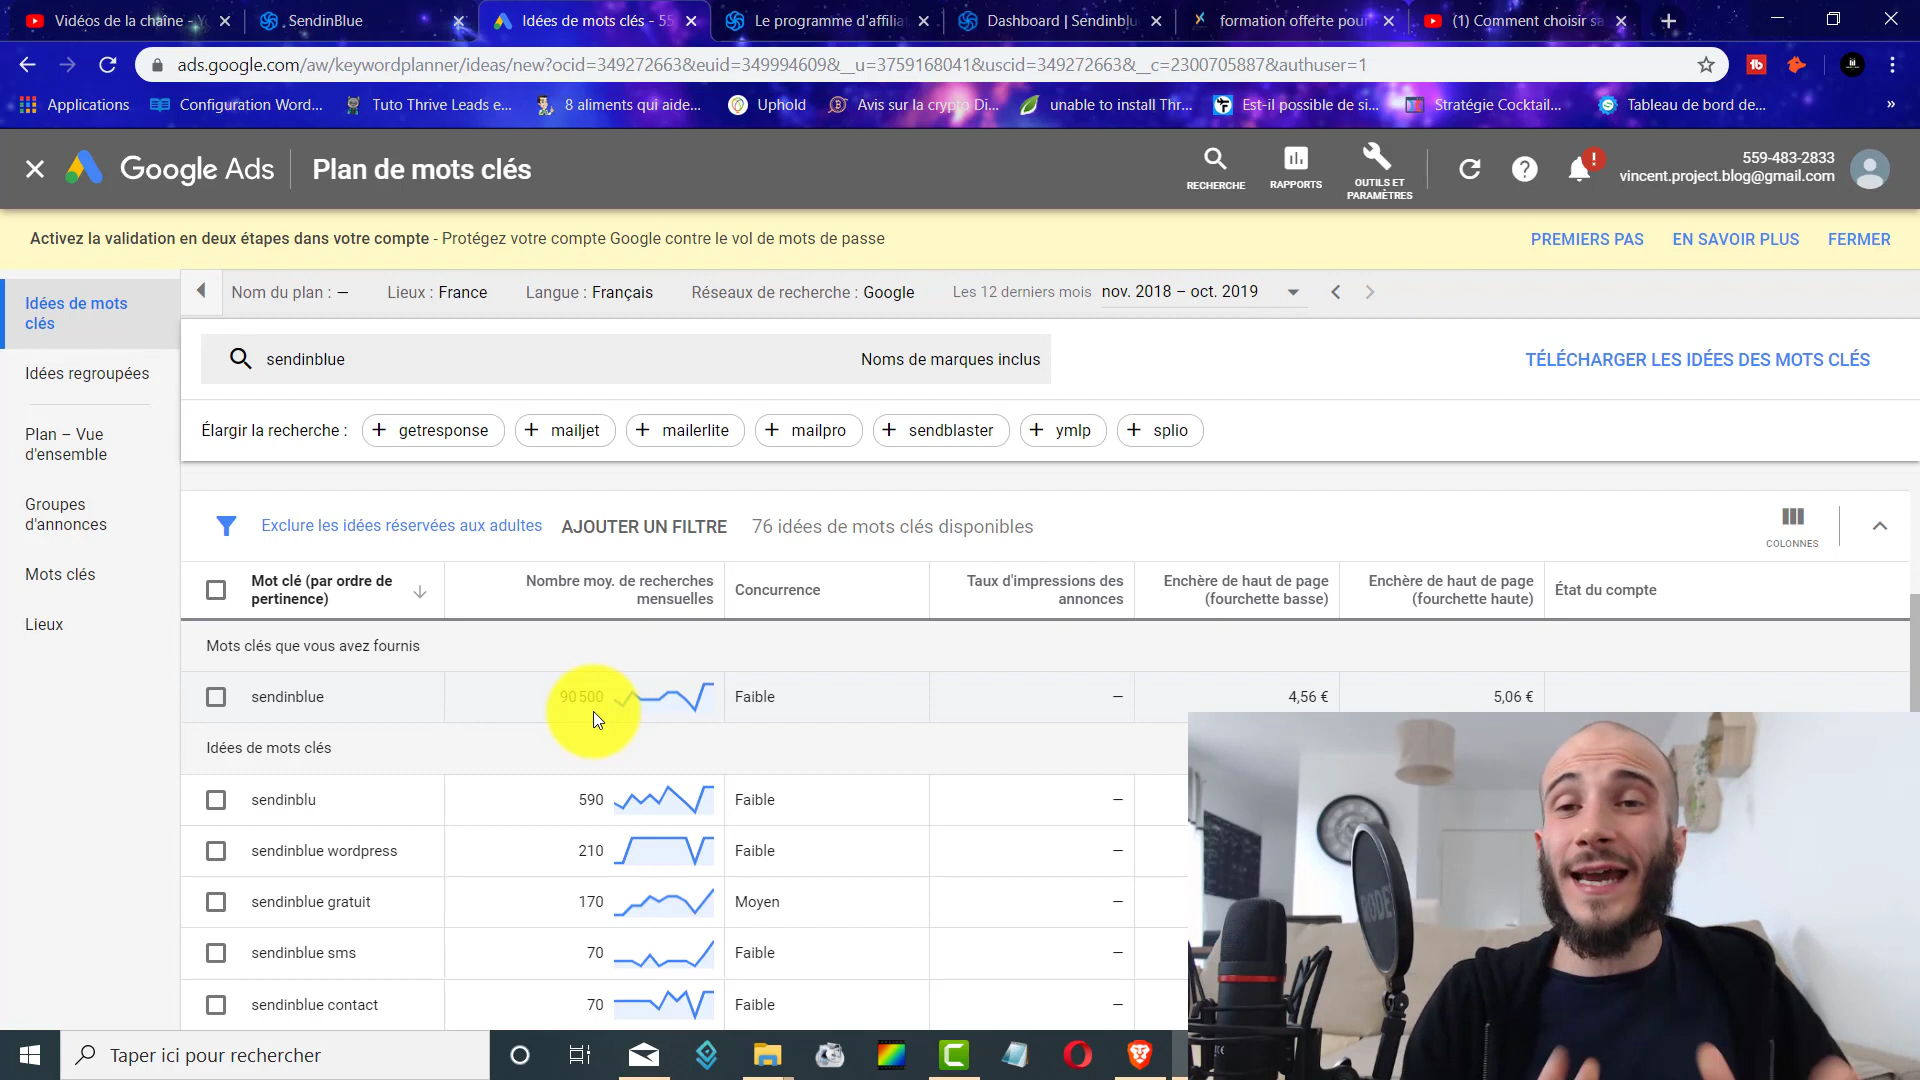 Vidéos de la chaîne - Y
SendinBlue
Idées de mots clés - 55
Le programme d'affilia
Dashboard | Sendinblu
formation offerte pour
(1) Comment choisir sa
ads.google.com/aw/keywordplanner/ideas/new?ocid=349272663&euid=349994609&__u=3759168041&uscid=349272663&__c=2300705887&authuser=1
Applications
Configuration Word...
Tuto Thrive Leads e...
8 aliments qui aide...
Uphold
Avis sur la crypto Di...
unable to install Thr...
Est-il possible de si...
Stratégie Cocktail...
Tableau de bord de...
»
Google Ads
Plan de mots clés
RECHERCHE
RAPPORTS
OUTILS ET
PARAMÈTRES
559-483-2833
vincent.project.blog@gmail.com
Activez la validation en deux étapes dans votre compte - Protégez votre compte Google contre le vol de mots de passe
PREMIERS PAS
EN SAVOIR PLUS
FERMER
Idées de mots
clés
Idées regroupées
Plan – Vue
d'ensemble
Groupes
d'annonces
Mots clés
Lieux
Nom du plan : —
Lieux : France
Langue : Français
Réseaux de recherche : Google
Les 12 derniers mois nov. 2018 – oct. 2019
sendinblue
Noms de marques inclus
TÉLÉCHARGER LES IDÉES DES MOTS CLÉS
Élargir la recherche :
+ getresponse
+ mailjet
+ mailerlite
+ mailpro
+ sendblaster
+ ymlp
+ splio
Exclure les idées réservées aux adultes
AJOUTER UN FILTRE
76 idées de mots clés disponibles
COLONNES
Mot clé (par ordre de
pertinence)
Nombre moy. de recherches
mensuelles
Concurrence
Taux d'impressions des
annonces
Enchère de haut de page
(fourchette basse)
Enchère de haut de page
(fourchette haute)
État du compte
Mots clés que vous avez fournis
sendinblue 90 500 Faible – 4,56 € 5,06 €
Idées de mots clés
sendinblu 590 Faible –
sendinblue wordpress 210 Faible –
sendinblue gratuit 170 Moyen –
sendinblue sms 70 Faible –
sendinblue contact 70 Faible –
RODE
Taper ici pour rechercher